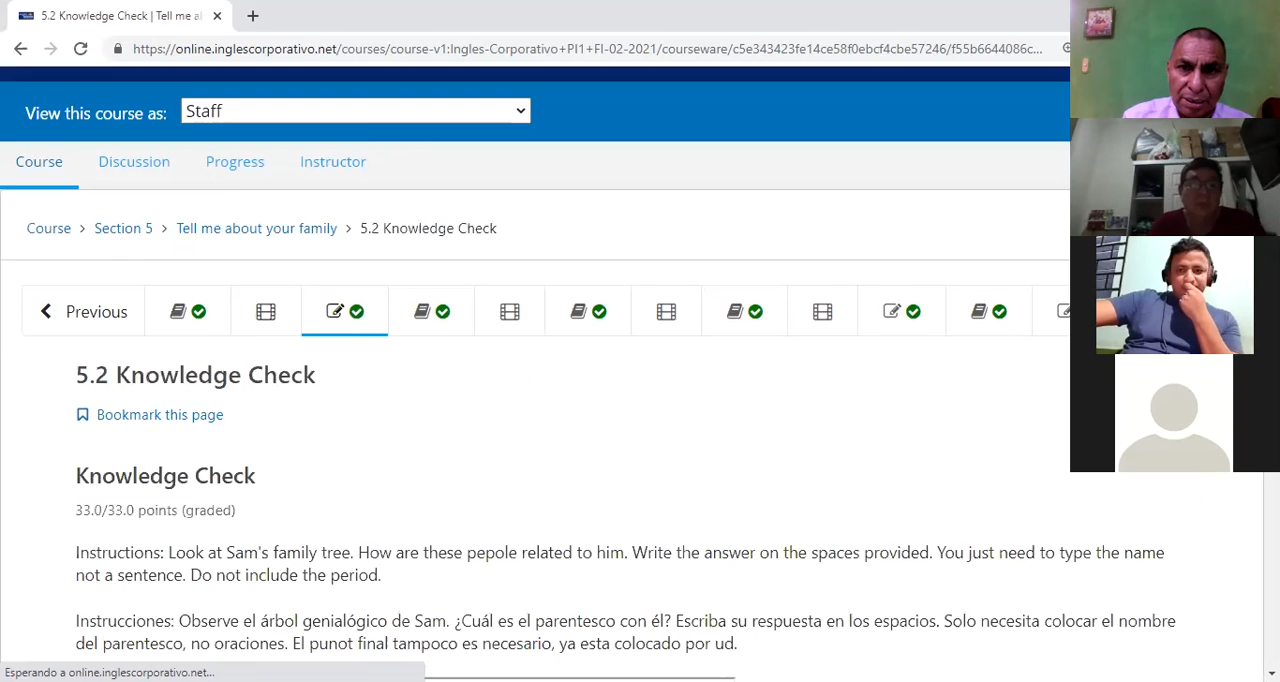 5.2 Knowledge Check | Tell me a
https://online.inglescorporativo.net/courses/course-v1:Ingles-Corporativo+PI1+FI-02-2021/courseware/c5e343423fe14ce58f0ebcf4cbe57246/f55b6644086c...
View this course as: Staff
Course Discussion Progress Instructor
Course > Section 5 > Tell me about your family > 5.2 Knowledge Check
Previous
5.2 Knowledge Check
Bookmark this page
Knowledge Check
33.0/33.0 points (graded)
Instructions: Look at Sam's family tree. How are these pepole related to him. Write the answer on the spaces provided. You just need to type the name
not a sentence. Do not include the period.
Instrucciones: Observe el árbol genialógico de Sam. ¿Cuál es el parentesco con él? Escriba su respuesta en los espacios. Solo necesita colocar el nombre
del parentesco, no oraciones. El punot final tampoco es necesario, ya esta colocado por ud.
Esperando a online.inglescorporativo.net...